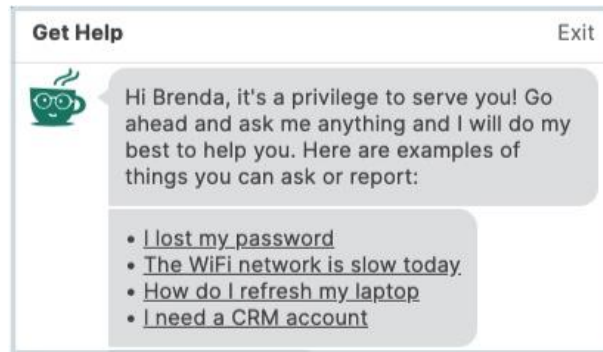 Get Help
Exit
Hi Brenda, it's a privilege to serve you! Go
ahead and ask me anything and I will do my
best to help you. Here are examples of
things you can ask or report:
• I lost my password
• The WiFi network is slow today
• How do I refresh my laptop
• I need a CRM account